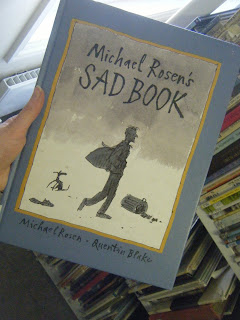 Michael Rosen's
SAD BOOK
Michael Rosen · Quentin Blake